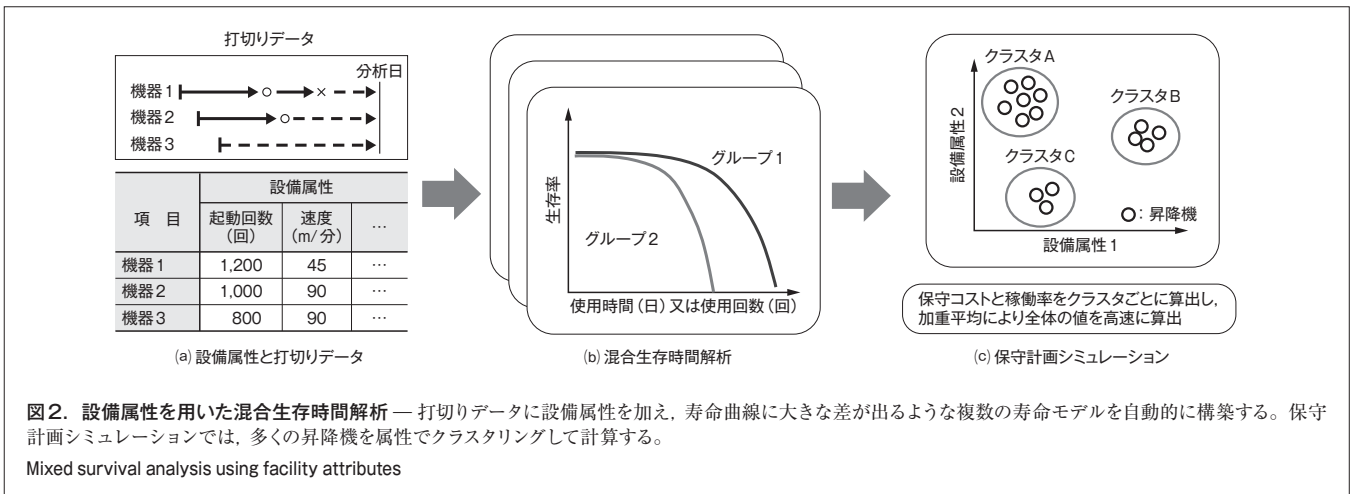 打切りデータ
分析日
機器1
○
×
機器2
○
機器3
項 目
設備属性
起動回数
(回)
速度
(m/分)
…
機器1 1,200 45 …
機器2 1,000 90 …
機器3 800 90 …
(a) 設備属性と打切りデータ
生存率
グループ1
グループ2
使用時間（日）又は使用回数（回）
(b) 混合生存時間解析
クラスタA
クラスタB
クラスタC
設備属性2
○：昇降機
設備属性1
保守コストと稼働率をクラスタごとに算出し，
加重平均により全体の値を高速に算出
(c) 保守計画シミュレーション
図2．設備属性を用いた混合生存時間解析 — 打切りデータに設備属性を加え，寿命曲線に大きな差が出るような複数の寿命モデルを自動的に構築する。保守
計画シミュレーションでは，多くの昇降機を属性でクラスタリングして計算する。
Mixed survival analysis using facility attributes